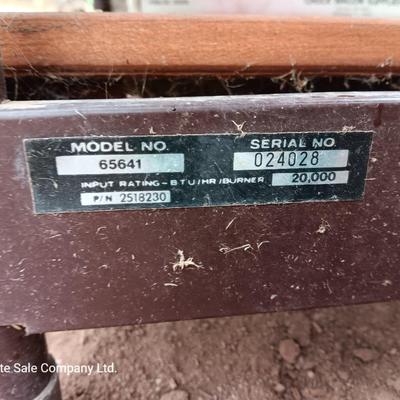 MODEL NO. SERIAL NO.
65641 024028
INPUT RATING - BTU/HR/BURNER 20,000
P/N 2518230
te Sale Company Ltd.